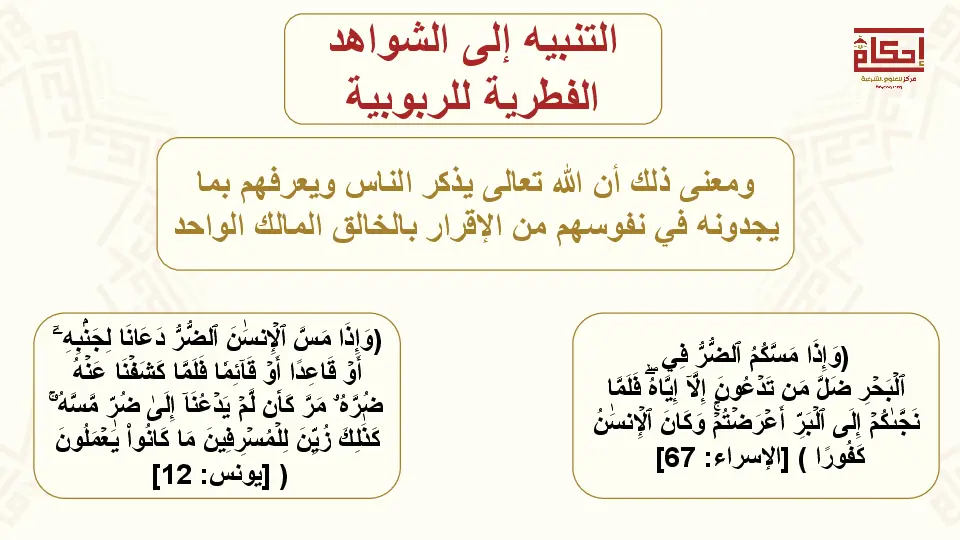 التنبيه إلى الشواهد
الفطرية للربوبية
إحكام
مركز للعلوم الشرعية
ومعنى ذلك أن الله تعالى يذكر الناس ويعرفهم بما
يجدونه في نفوسهم من الإقرار بالخالق المالك الواحد
(وَإِذَا مَسَّكُمُ ٱلضُّرُّ فِي
ٱلۡبَحۡرِ ضَلَّ مَن تَدۡعُونَ إِلَّآ إِيَّاهُۖ فَلَمَّا
نَجَّىٰكُمۡ إِلَى ٱلۡبَرِّ أَعۡرَضۡتُمۡۚ وَكَانَ ٱلۡإِنسَٰنُ
كَفُورًا ) [الإسراء: 67]
(وَإِذَا مَسَّ ٱلۡإِنسَٰنَ ٱلضُّرُّ دَعَانَا لِجَنۢبِهِۦٓ
أَوۡ قَاعِدًا أَوۡ قَآئِمٗا فَلَمَّا كَشَفۡنَا عَنۡهُ
ضُرَّهُۥ مَرَّ كَأَن لَّمۡ يَدۡعُنَآ إِلَىٰ ضُرّٖ مَّسَّهُۥۚ
كَذَٰلِكَ زُيِّنَ لِلۡمُسۡرِفِينَ مَا كَانُواْ يَعۡمَلُونَ
) [يونس: 12]